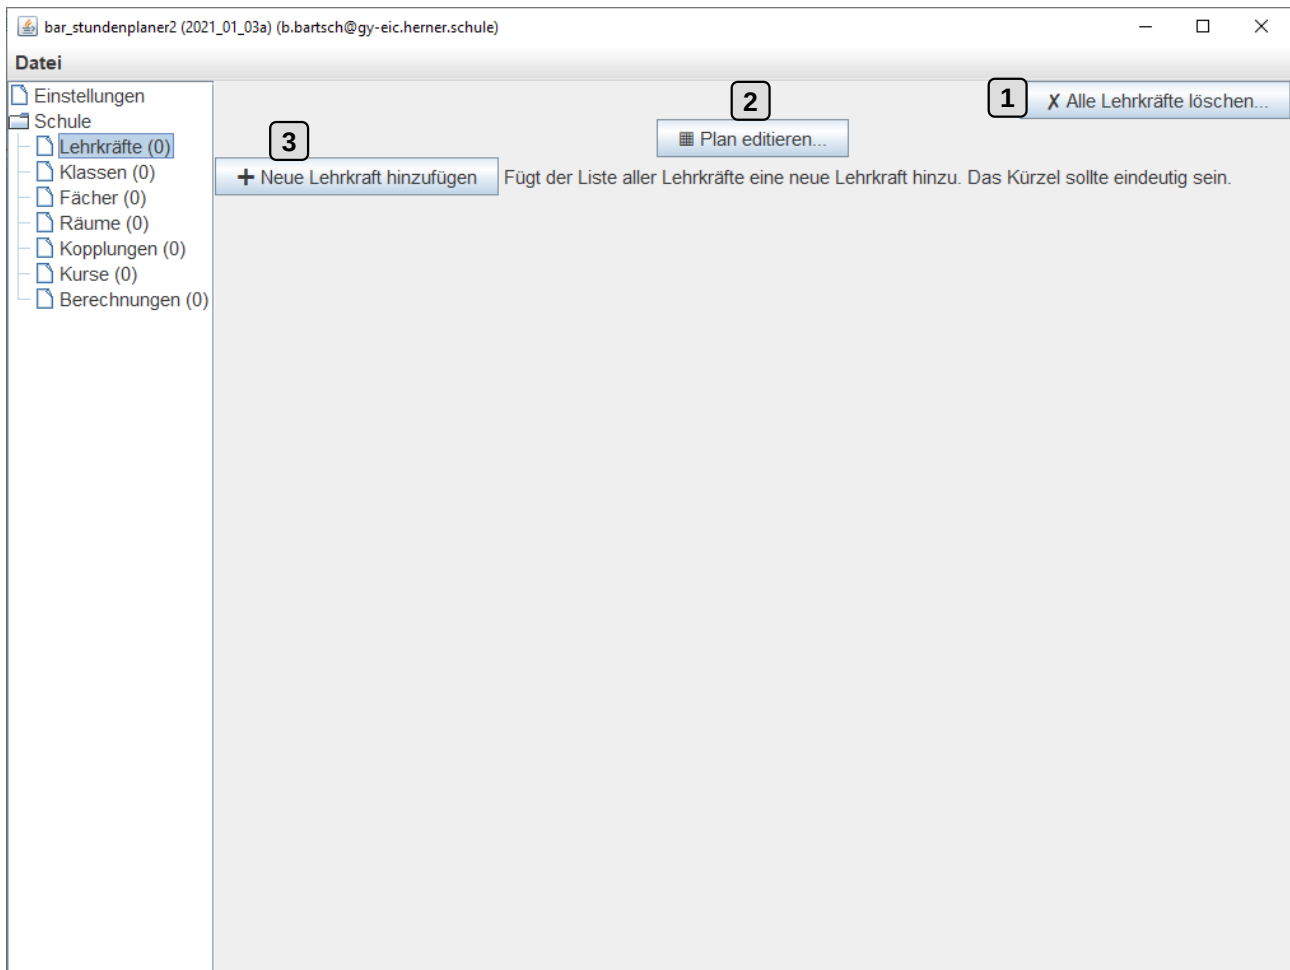 bar_stundenplaner2 (2021_01_03a) (b.bartsch@gy-eic.herner.schule)
Datei
Einstellungen
Schule
Lehrkräfte (0)
Klassen (0)
Fächer (0)
Räume (0)
Kopplungen (0)
Kurse (0)
Berechnungen (0)
1
✗ Alle Lehrkräfte löschen...
2
▦ Plan editieren...
3
+ Neue Lehrkraft hinzufügen
Fügt der Liste aller Lehrkräfte eine neue Lehrkraft hinzu. Das Kürzel sollte eindeutig sein.